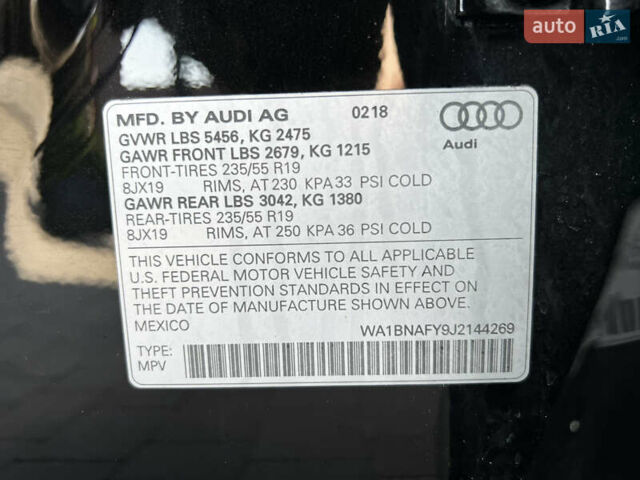 auto RIA.com
MFD. BY AUDI AG 0218
GVWR LBS 5456, KG 2475
GAWR FRONT LBS 2679, KG 1215
FRONT-TIRES 235/55 R19
8JX19 RIMS, AT 230 KPA 33 PSI COLD
GAWR REAR LBS 3042, KG 1380
REAR-TIRES 235/55 R19
8JX19 RIMS, AT 250 KPA 36 PSI COLD
Audi
THIS VEHICLE CONFORMS TO ALL APPLICABLE
U.S. FEDERAL MOTOR VEHICLE SAFETY AND
THEFT PREVENTION STANDARDS IN EFFECT ON
THE DATE OF MANUFACTURE SHOWN ABOVE.
MEXICO WA1BNAFY9J2144269
TYPE:
MPV